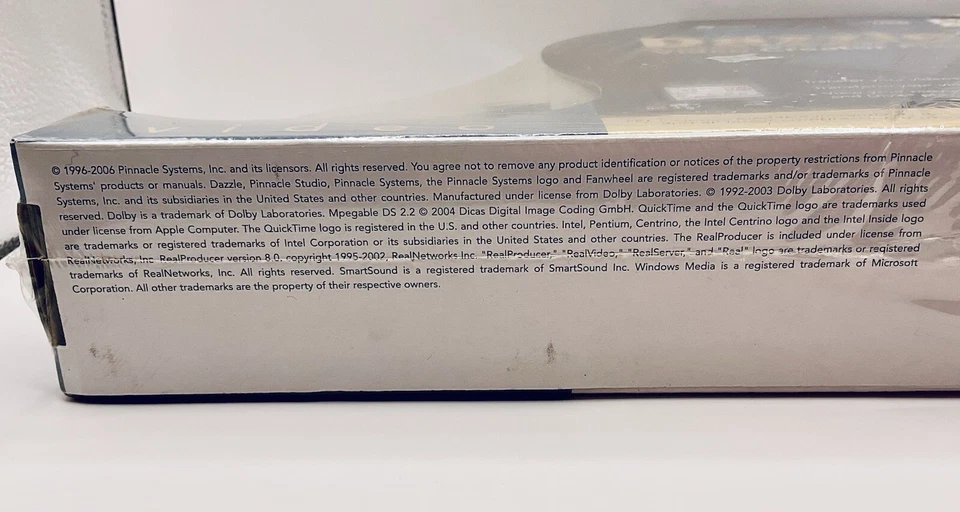 © 1996-2006 Pinnacle Systems, Inc. and its licensors. All rights reserved. You agree not to remove any product identification or notices of the property restrictions from Pinnacle
Systems' products or manuals. Dazzle, Pinnacle Studio, Pinnacle Systems, the Pinnacle Systems logo and Fanwheel are registered trademarks and/or trademarks of Pinnacle
Systems, Inc. and its subsidiaries in the United States and other countries. Manufactured under license from Dolby Laboratories. © 1992-2003 Dolby Laboratories. All rights
reserved. Dolby is a trademark of Dolby Laboratories. Mpegable DS 2.2 © 2004 Dicas Digital Image Coding GmbH. QuickTime and the QuickTime logo are trademarks used
under license from Apple Computer. The QuickTime logo is registered in the U.S. and other countries. Intel, Pentium, Centrino, the Intel Centrino logo and the Intel Inside logo
are trademarks or registered trademarks of Intel Corporation or its subsidiaries in the United States and other countries. The RealProducer is included under license from
RealNetworks, Inc. RealProducer version 8.0, copyright 1995-2002, RealNetworks Inc. "RealProducer," "RealVideo," "RealServer," and "Real" logo are trademarks or registered
trademarks of RealNetworks, Inc. All rights reserved. SmartSound is a registered trademark of SmartSound Inc. Windows Media is a registered trademark of Microsoft
Corporation. All other trademarks are the property of their respective owners.